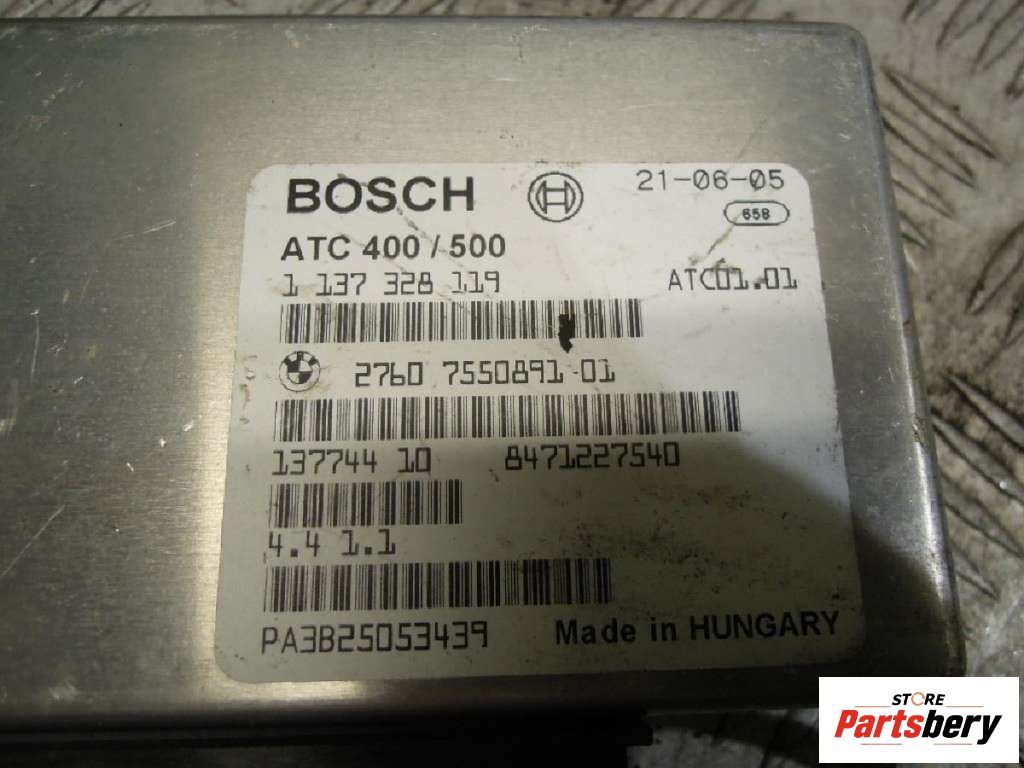 BOSCH
21-06-05
658
ATC 400 / 500
1 137 328 119
ATC01.01
2760 7550891 01
137744 10 8471227540
4.4 1.1
PA3B25053439
Made in HUNGARY
STORE
Partsbery